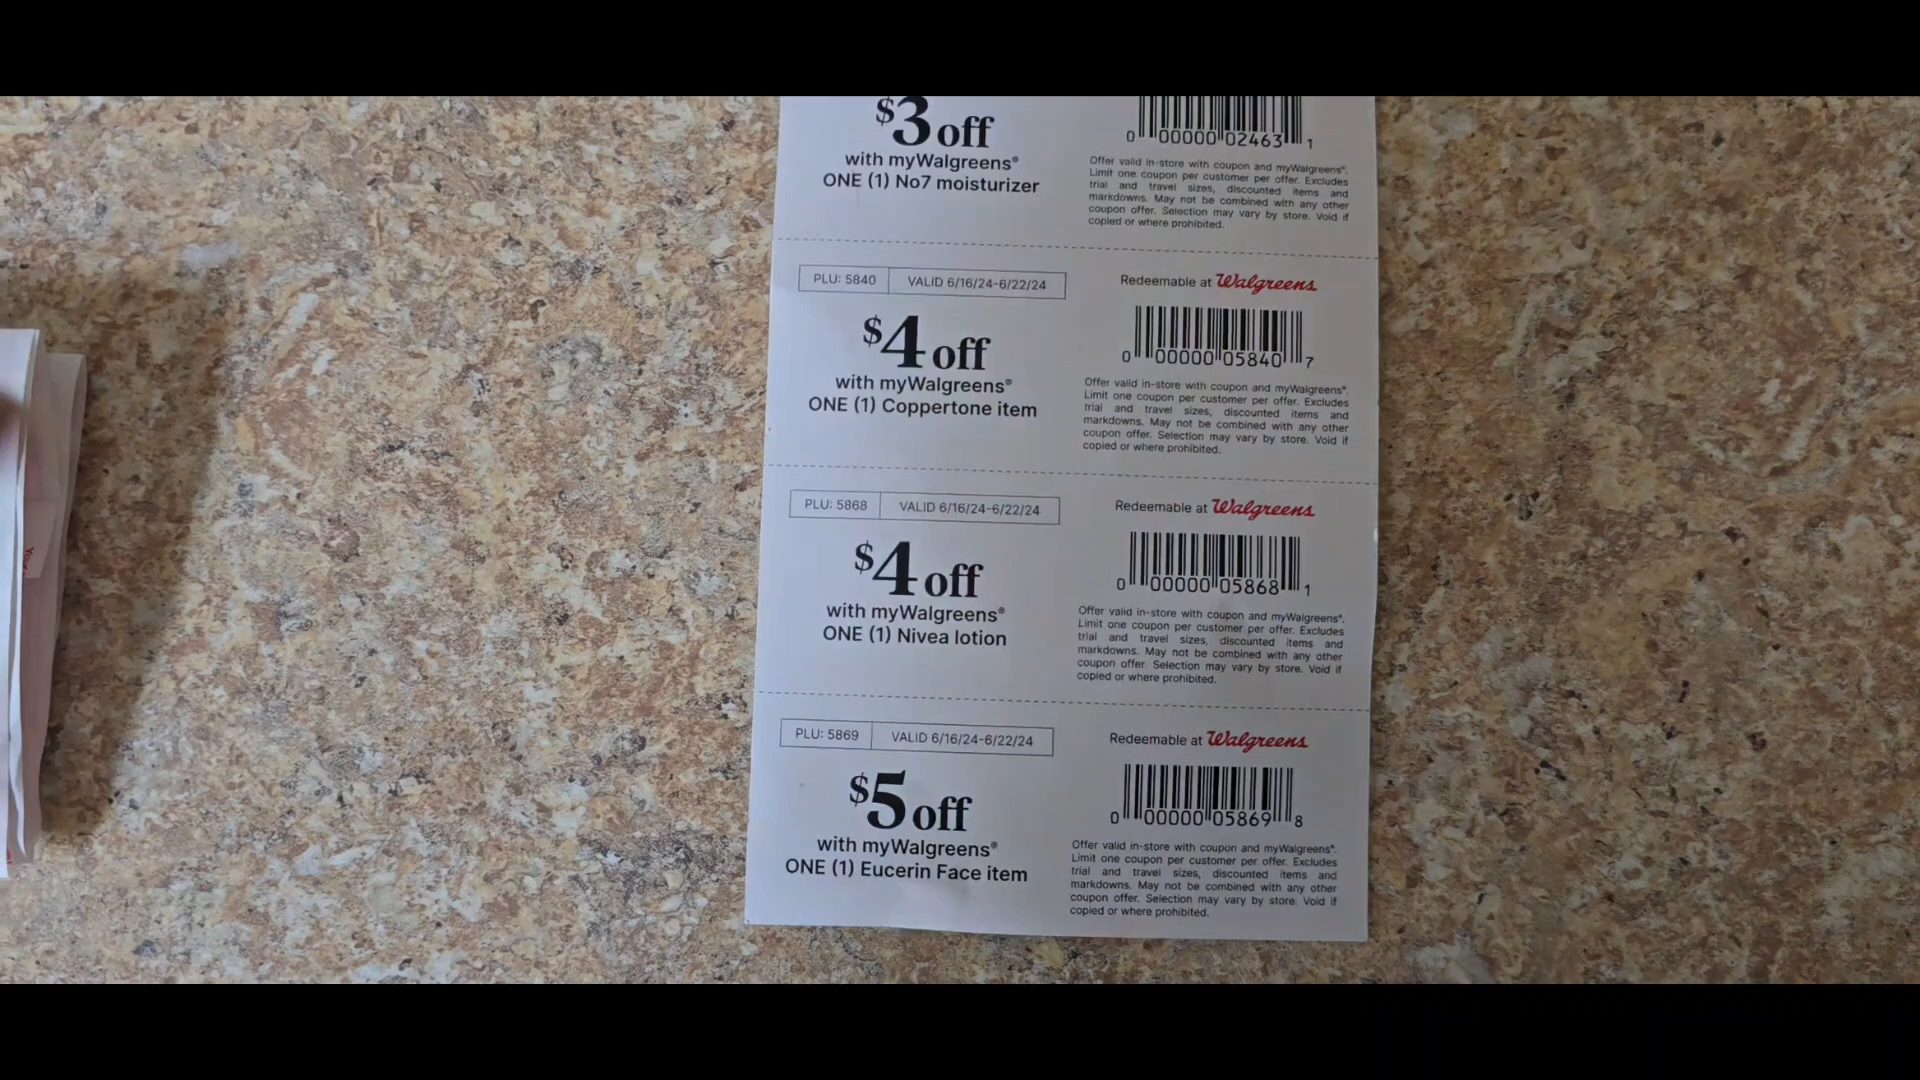 $3 off
with myWalgreens®
ONE (1) No7 moisturizer
0 00000 02463 1
Offer valid in-store with coupon and myWalgreens®.
Limit one coupon per customer per offer. Excludes
trial and travel sizes, discounted items and
markdowns. May not be combined with any other
coupon offer. Selection may vary by store. Void if
copied or where prohibited.
PLU: 5840 VALID 6/16/24-6/22/24
$4 off
with myWalgreens®
ONE (1) Coppertone item
Redeemable at Walgreens
0 00000 05840 7
Offer valid in-store with coupon and myWalgreens®.
Limit one coupon per customer per offer. Excludes
trial and travel sizes, discounted items and
markdowns. May not be combined with any other
coupon offer. Selection may vary by store. Void if
copied or where prohibited.
PLU: 5868 VALID 6/16/24-6/22/24
$4 off
with myWalgreens®
ONE (1) Nivea lotion
Redeemable at Walgreens
0 00000 05868 1
Offer valid in-store with coupon and myWalgreens®.
Limit one coupon per customer per offer. Excludes
trial and travel sizes, discounted items and
markdowns. May not be combined with any other
coupon offer. Selection may vary by store. Void if
copied or where prohibited.
PLU: 5869 VALID 6/16/24-6/22/24
$5 off
with myWalgreens®
ONE (1) Eucerin Face item
Redeemable at Walgreens
0 00000 05869 8
Offer valid in-store with coupon and myWalgreens®.
Limit one coupon per customer per offer. Excludes
trial and travel sizes, discounted items and
markdowns. May not be combined with any other
coupon offer. Selection may vary by store. Void if
copied or where prohibited.